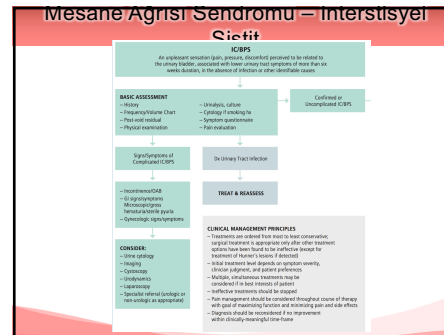 Mesane Ağrısı Sendromu – İnterstisyel
Sistit
IC/BPS
An unpleasant sensation (pain, pressure, discomfort) perceived to be related to
the urinary bladder, associated with lower urinary tract symptoms of more than six
weeks duration, in the absence of infection or other identifiable causes
BASIC ASSESSMENT
– History
– Frequency/Volume Chart
– Post-void residual
– Physical examination
– Urinalysis, culture
– Cytology if smoking hx
– Symptom questionnaire
– Pain evaluation
Confirmed or
Uncomplicated IC/BPS
Signs/Symptoms of
Complicated IC/BPS
Dx Urinary Tract Infection
– Incontinence/OAB
– GI signs/symptoms
Microscopic/gross
hematuria/sterile pyuria
– Gynecologic signs/symptoms
TREAT & REASSESS
CONSIDER:
– Urine cytology
– Imaging
– Cystoscopy
– Urodynamics
– Laparoscopy
– Specialist referral (urologic or
non-urologic as appropriate)
CLINICAL MANAGEMENT PRINCIPLES
– Treatments are ordered from most to least conservative;
surgical treatment is appropriate only after other treatment
options have been found to be ineffective (except for
treatment of Hunner's lesions if detected)
– Initial treatment level depends on symptom severity,
clinician judgment, and patient preferences
– Multiple, simultaneous treatments may be
considered if in best interests of patient
– Ineffective treatments should be stopped
– Pain management should be considered throughout course of therapy
with goal of maximizing function and minimizing pain and side effects
– Diagnosis should be reconsidered if no improvement
within clinically-meaningful time-frame